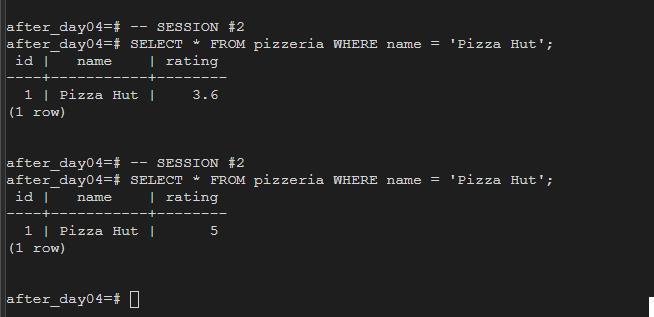 after_day04=# -- SESSION #2
after_day04=# SELECT * FROM pizzeria WHERE name = 'Pizza Hut';
 id |   name    | rating
----+-----------+--------
  1 | Pizza Hut |    3.6
(1 row)
after_day04=# -- SESSION #2
after_day04=# SELECT * FROM pizzeria WHERE name = 'Pizza Hut';
 id |   name    | rating
----+-----------+--------
  1 | Pizza Hut |      5
(1 row)
after_day04=#